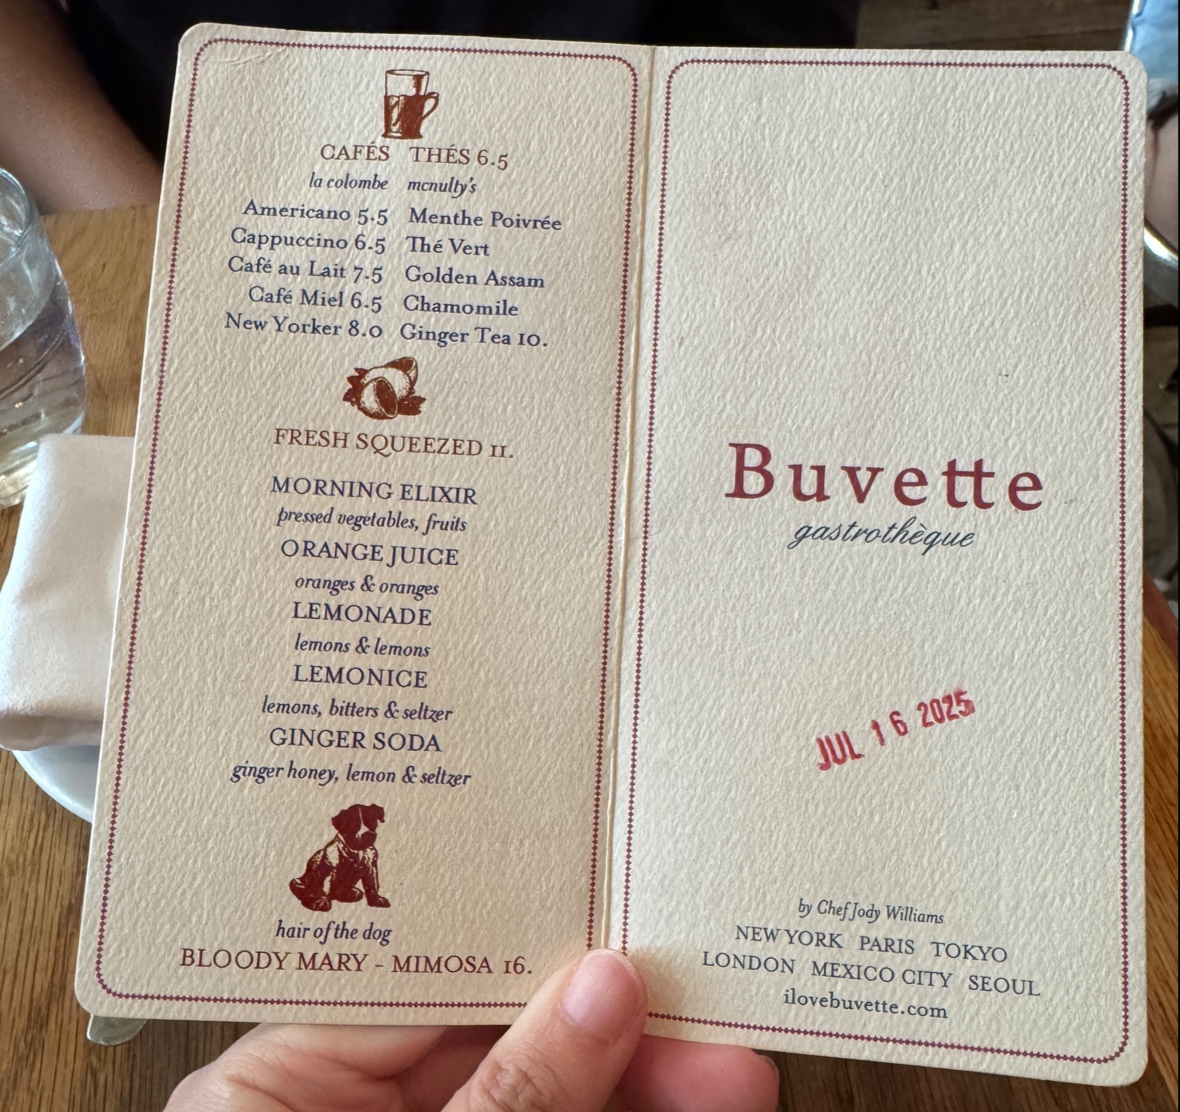 CAFÉS THÉS 6.5
la colombe mcnulty's
Americano 5.5 Menthe Poivrée
Cappuccino 6.5 Thé Vert
Café au Lait 7.5 Golden Assam
Café Miel 6.5 Chamomile
New Yorker 8.0 Ginger Tea 10.
FRESH SQUEEZED 11.
MORNING ELIXIR
pressed vegetables, fruits
ORANGE JUICE
oranges & oranges
LEMONADE
lemons & lemons
LEMONICE
lemons, bitters & seltzer
GINGER SODA
ginger honey, lemon & seltzer
hair of the dog
BLOODY MARY - MIMOSA 16.
Buvette
gastrothèque
JUL 16 2025
by Chef Jody Williams
NEW YORK PARIS TOKYO
LONDON MEXICO CITY SEOUL
ilovebuvette.com